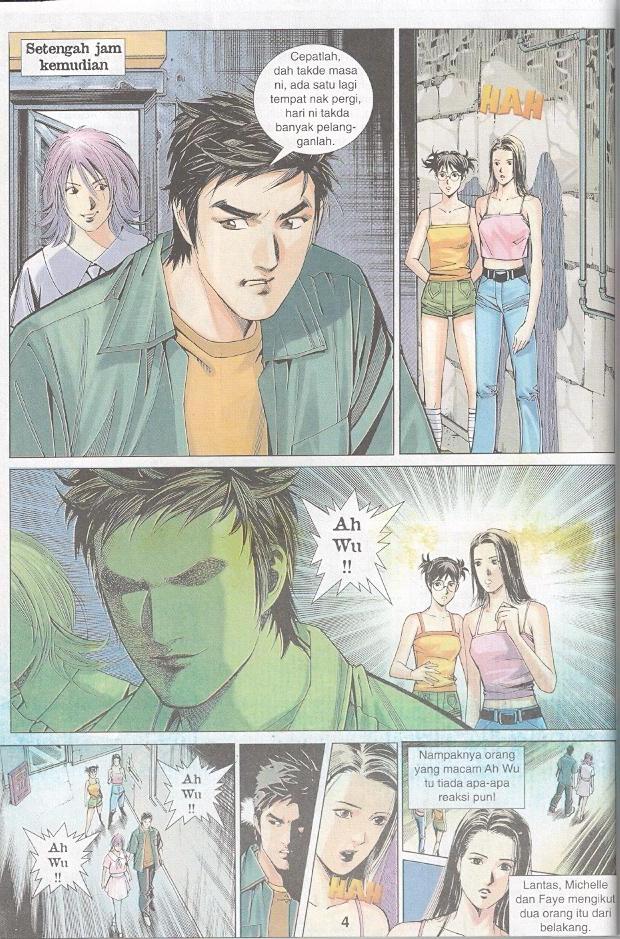 Setengah jam
kemudian
Cepatlah,
dah takde masa
ni, ada satu lagi
tempat nak pergi,
hari ni takda
banyak pelang-
ganlah.
HAH
Ah
Wu
!!
Ah
Wu
!!
Ah
Wu
!!
HAH
4
Nampaknya orang
yang macam Ah Wu
tu tiada apa-apa
reaksi pun!
Lantas, Michelle
dan Faye mengikut
dua orang itu dari
belakang.